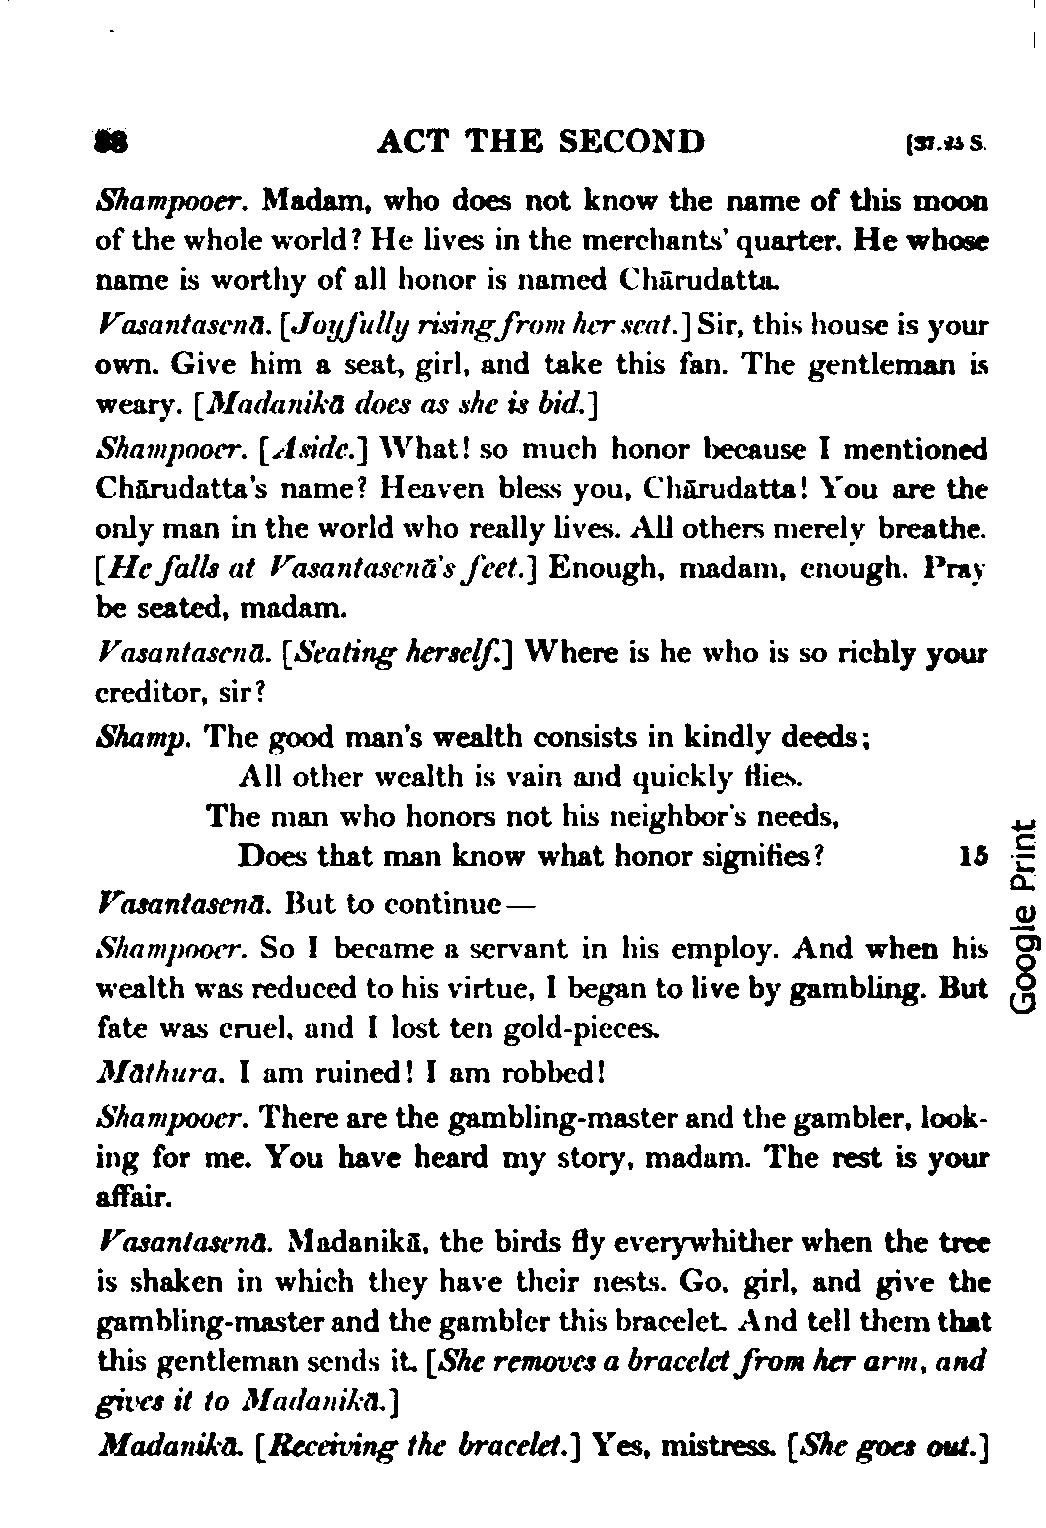 ACT THE SECOND [37.25 S.
Shampooer. Madam, who does not know the name of this moon
of the whole world? He lives in the merchants' quarter. He whose
name is worthy of all honor is named Chārudatta.
Vasantasenā. [Joyfully rising from her seat.] Sir, this house is your
own. Give him a seat, girl, and take this fan. The gentleman is
weary. [Madanikā does as she is bid.]
Shampooer. [Aside.] What! so much honor because I mentioned
Chārudatta's name? Heaven bless you, Chārudatta! You are the
only man in the world who really lives. All others merely breathe.
[He falls at Vasantasenā's feet.] Enough, madam, enough. Pray
be seated, madam.
Vasantasenā. [Seating herself.] Where is he who is so richly your
creditor, sir?
Shamp. The good man's wealth consists in kindly deeds;
All other wealth is vain and quickly flies.
The man who honors not his neighbor's needs,
Does that man know what honor signifies? 15
Vasantasenā. But to continue—
Shampooer. So I became a servant in his employ. And when his
wealth was reduced to his virtue, I began to live by gambling. But
fate was cruel, and I lost ten gold-pieces.
Māthura. I am ruined! I am robbed!
Shampooer. There are the gambling-master and the gambler, look-
ing for me. You have heard my story, madam. The rest is your
affair.
Vasantasenā. Madanikā, the birds fly everywhither when the tree
is shaken in which they have their nests. Go, girl, and give the
gambling-master and the gambler this bracelet. And tell them that
this gentleman sends it. [She removes a bracelet from her arm, and
gives it to Madanikā.]
Madanikā. [Receiving the bracelet.] Yes, mistress. [She goes out.]
Google Print